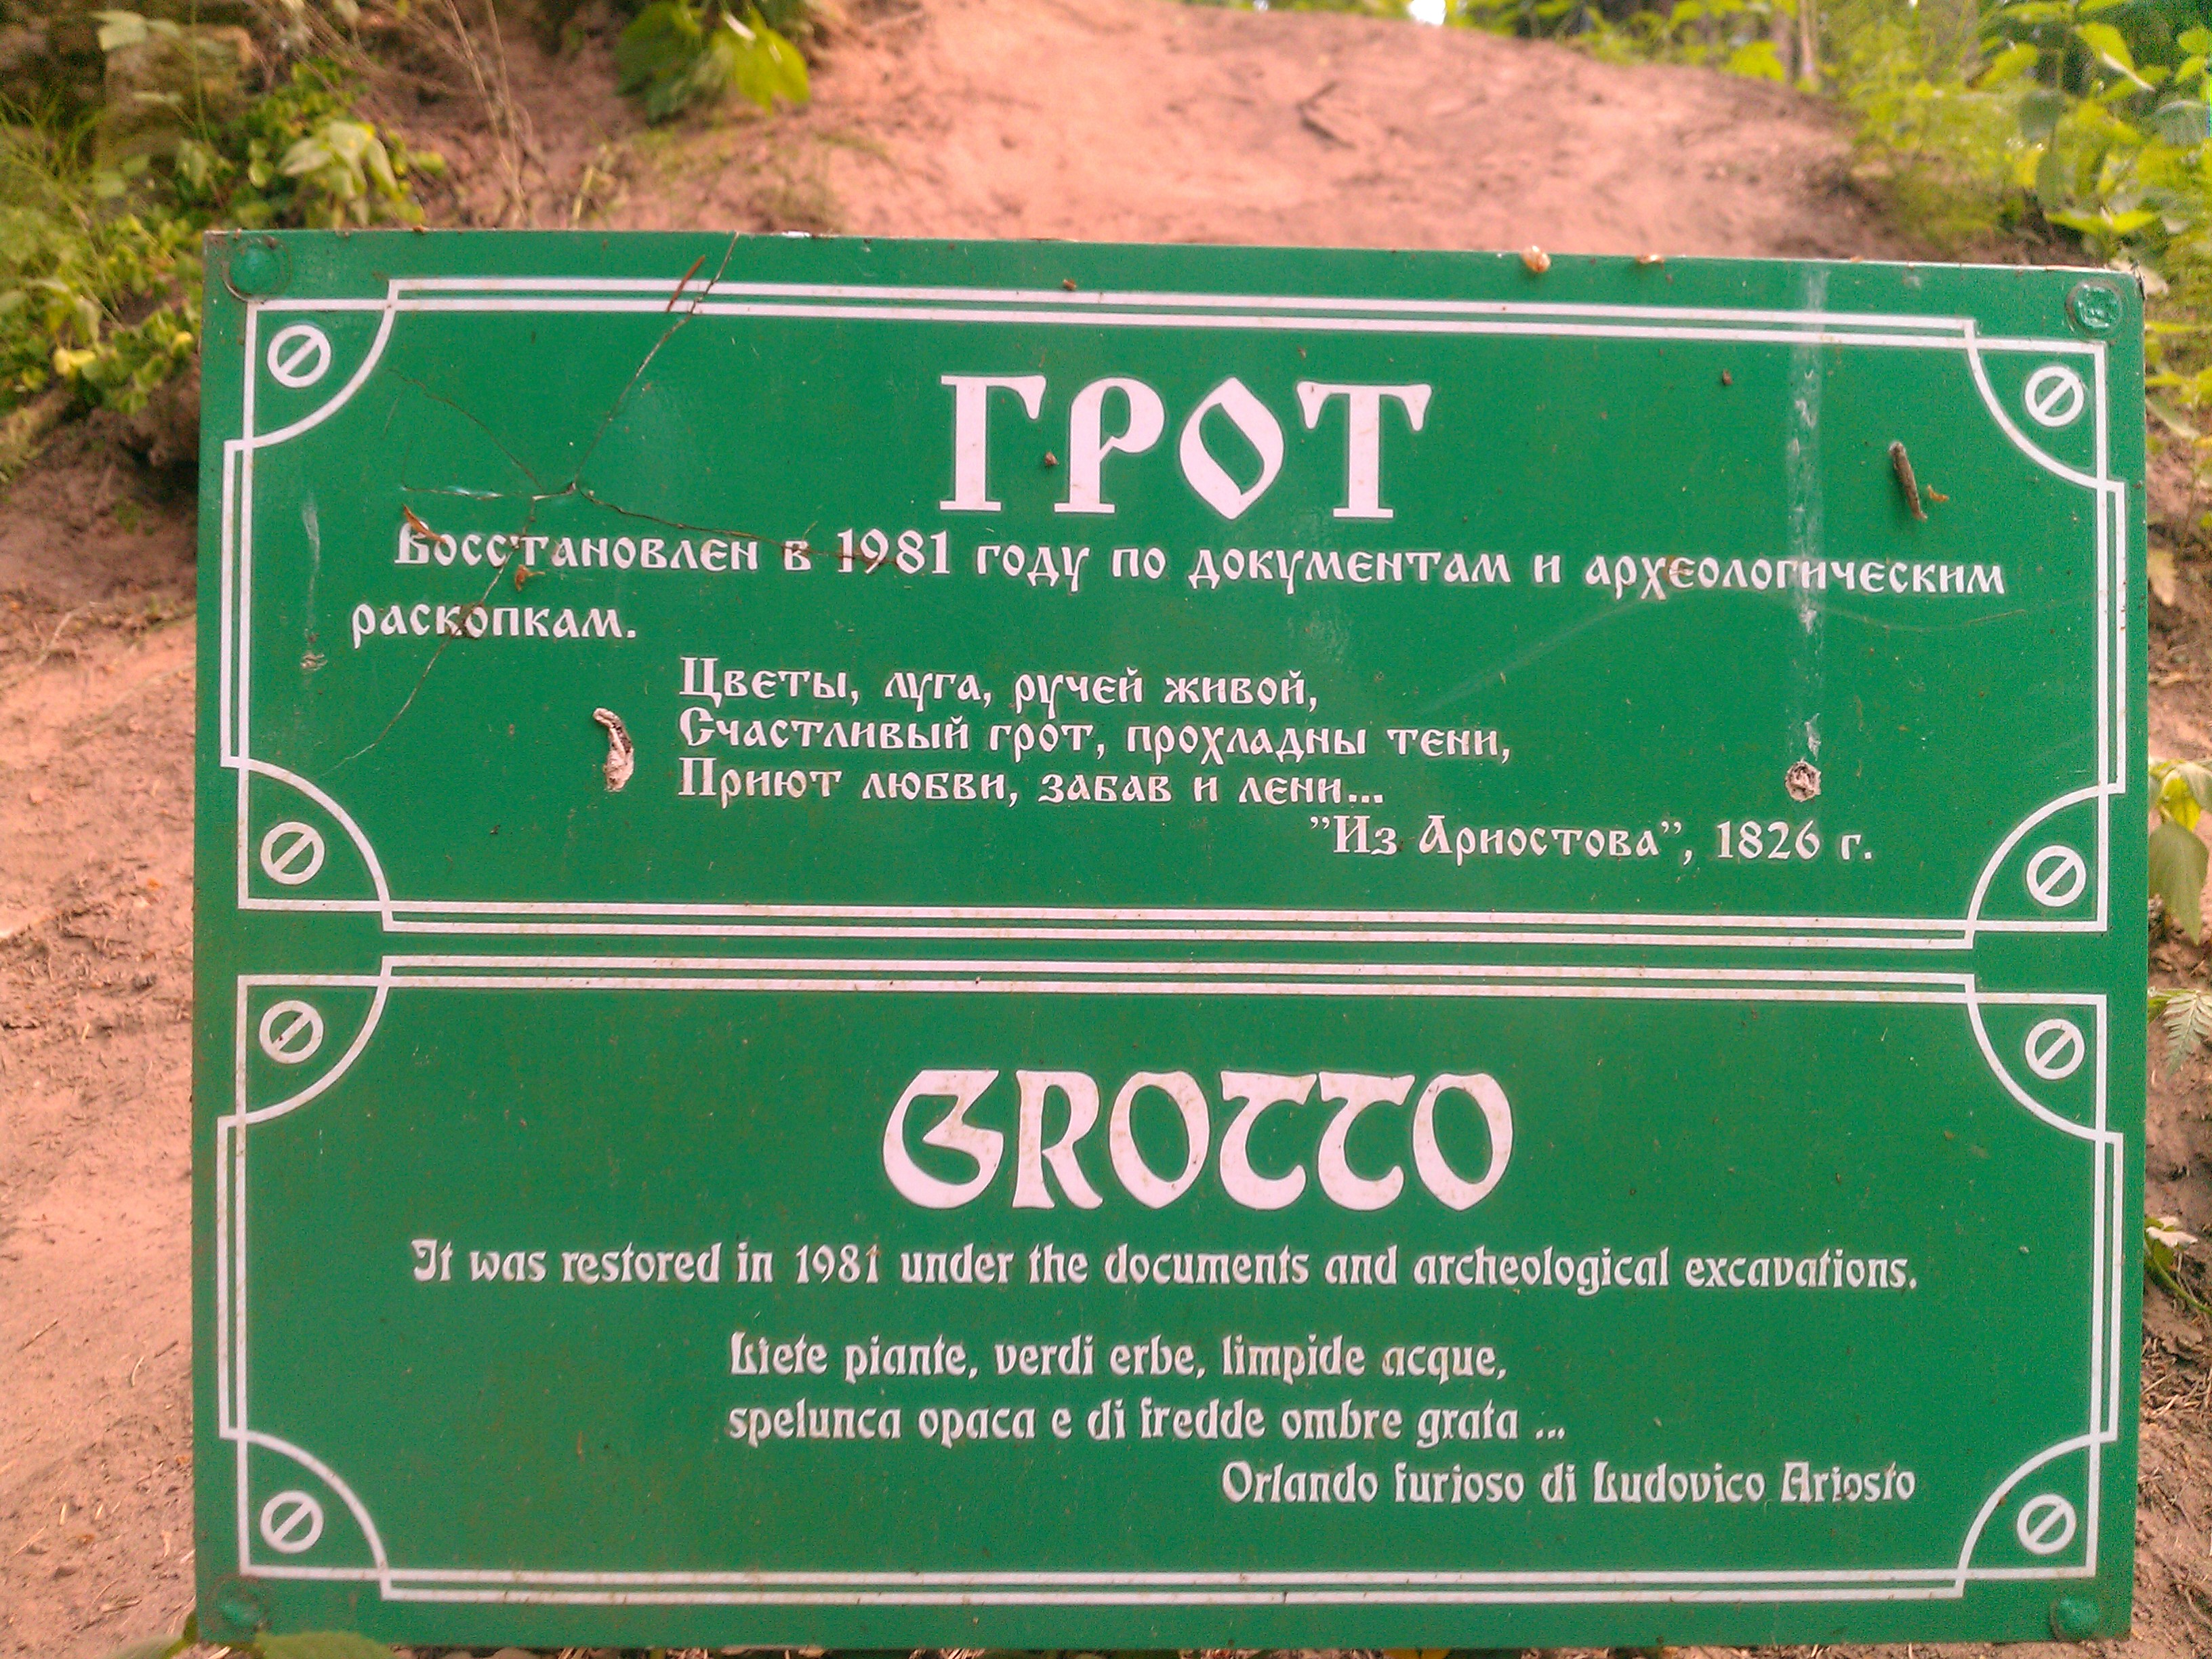 ГРОТ
Восстановлен в 1981 году по документам и археологическим
раскопкам.
Цветы, луга, ручей живой,
Счастливый грот, прохладны тени,
Приют любви, забав и лени...
”Из Ариостова”, 1826 г.
GROTTO
It was restored in 1981 under the documents and archeological excavations.
Liete piante, verdi erbe, limpide acque,
spelunca opaca e di fredde ombre grata ...
Orlando furioso di Ludovico Ariosto